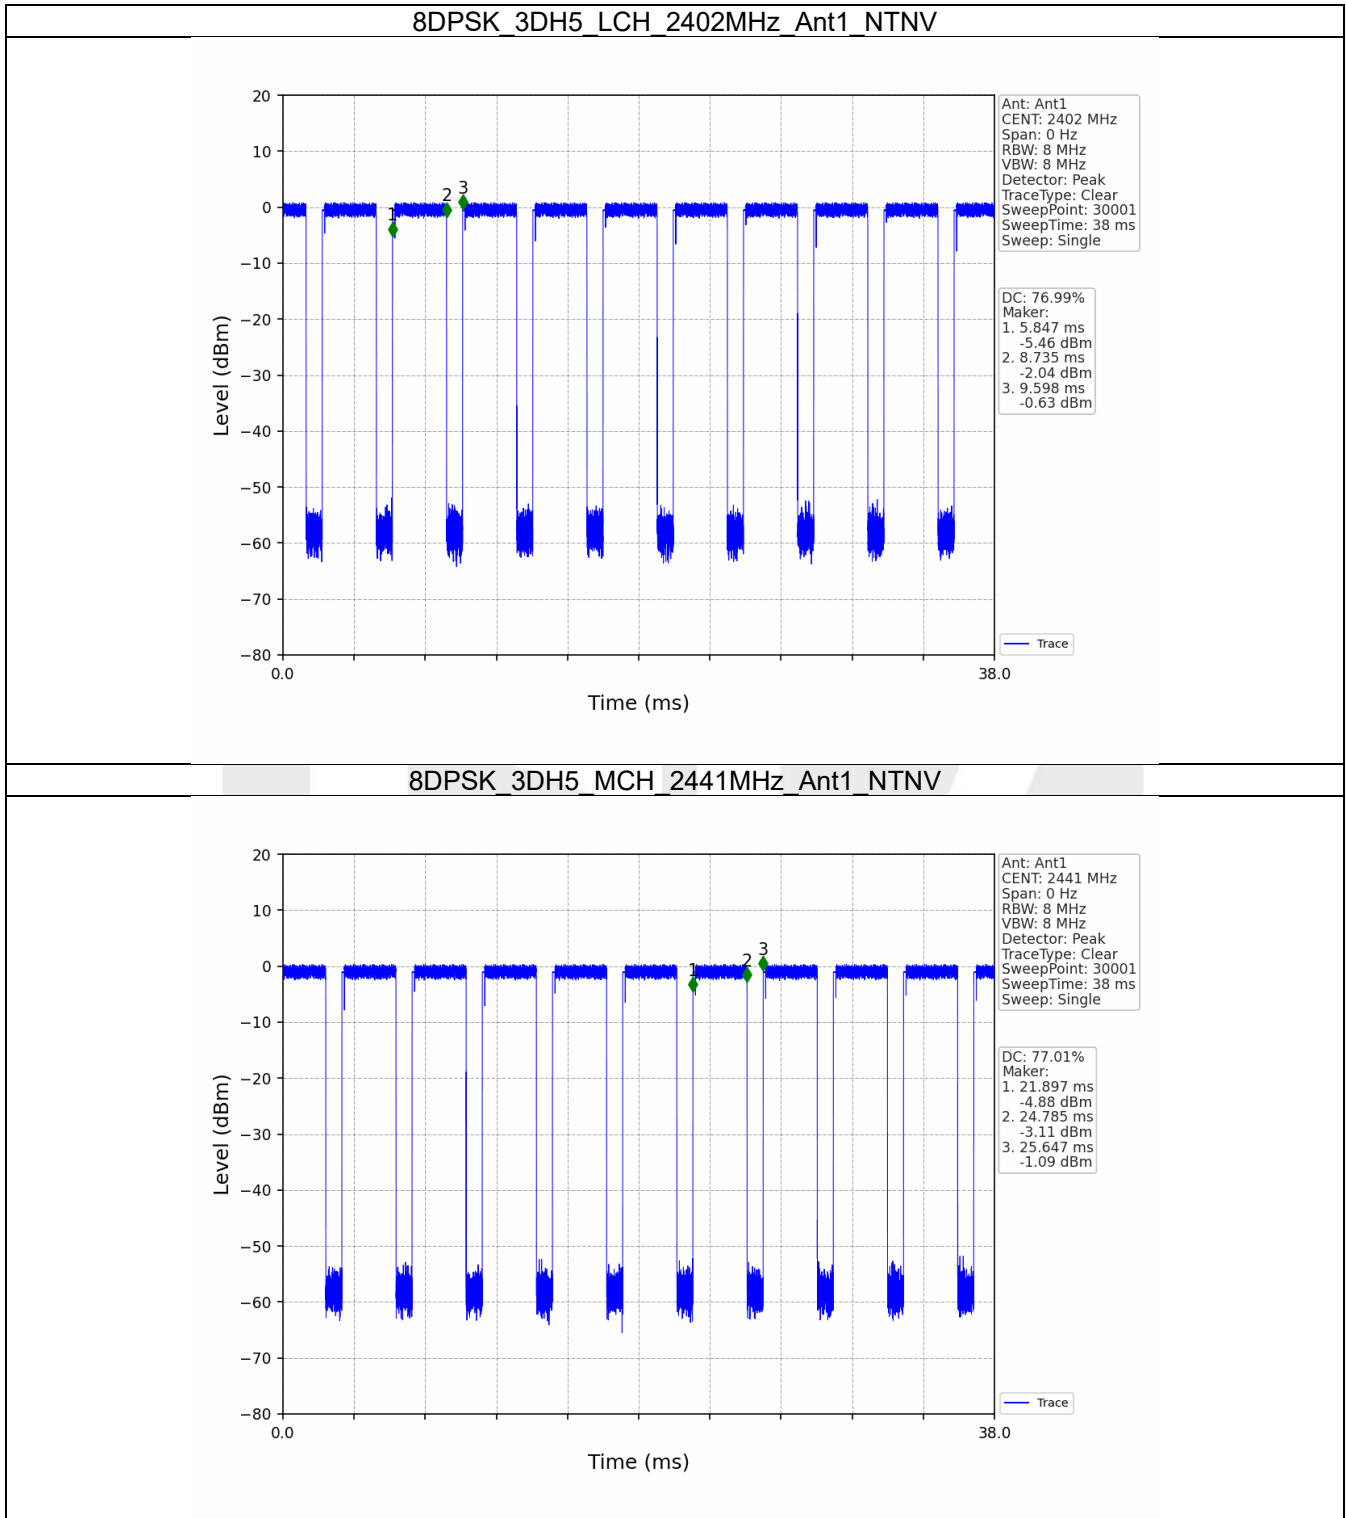 8DPSK_3DH5_LCH_2402MHz_Ant1_NTNV
20
10
0
−10
−20
−30
−40
−50
−60
−70
−80
Level (dBm)
1
2
3
0.0
38.0
Time (ms)
Ant: Ant1
CENT: 2402 MHz
Span: 0 Hz
RBW: 8 MHz
VBW: 8 MHz
Detector: Peak
TraceType: Clear
SweepPoint: 30001
SweepTime: 38 ms
Sweep: Single
DC: 76.99%
Maker:
1. 5.847 ms
-5.46 dBm
2. 8.735 ms
-2.04 dBm
3. 9.598 ms
-0.63 dBm
Trace
8DPSK_3DH5_MCH_2441MHz_Ant1_NTNV
20
10
0
−10
−20
−30
−40
−50
−60
−70
−80
Level (dBm)
1
2
3
0.0
38.0
Time (ms)
Ant: Ant1
CENT: 2441 MHz
Span: 0 Hz
RBW: 8 MHz
VBW: 8 MHz
Detector: Peak
TraceType: Clear
SweepPoint: 30001
SweepTime: 38 ms
Sweep: Single
DC: 77.01%
Maker:
1. 21.897 ms
-4.88 dBm
2. 24.785 ms
-3.11 dBm
3. 25.647 ms
-1.09 dBm
Trace